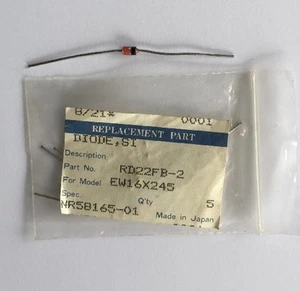 8/21* 0001
REPLACEMENT PART
DIODE,SI
Description
Part No. RD22FB-2
For Model EW16X245
Spec. Q'ty 5
NR58165-01 Made in Japan